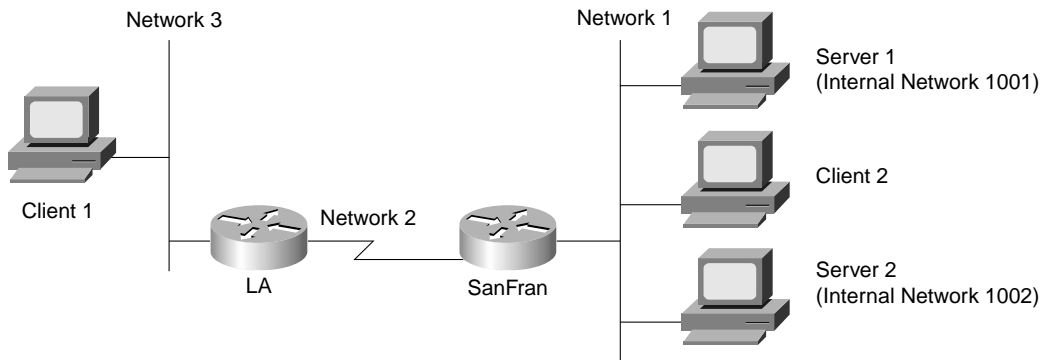 Network 3
Network 1
Server 1
(Internal Network 1001)
Client 2
Client 1
Network 2
LA
SanFran
Server 2
(Internal Network 1002)